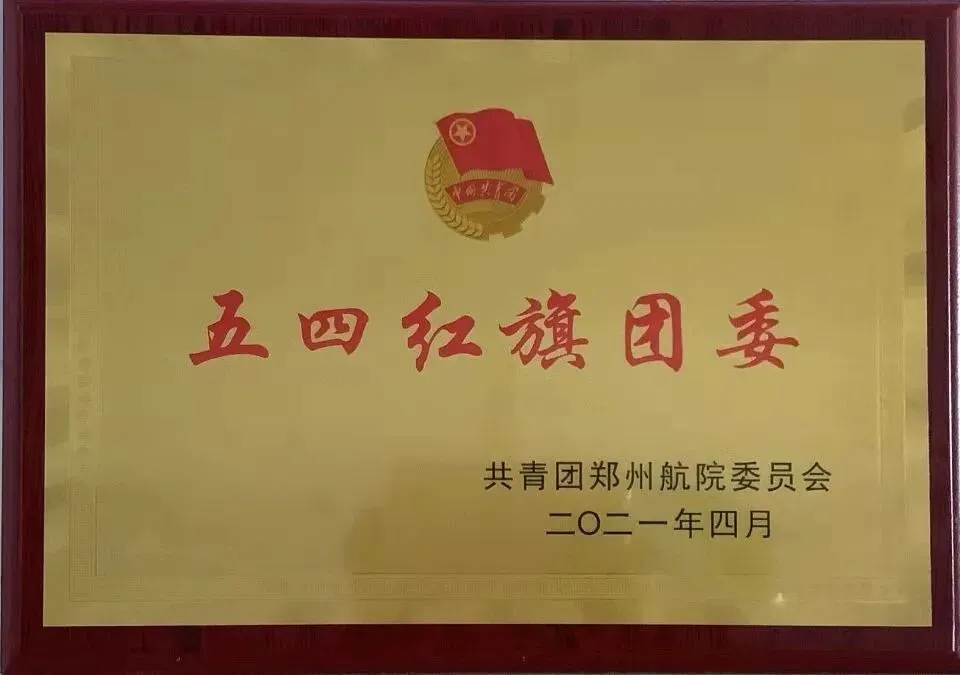 中国共青团
五四红旗团委
共青团郑州航院委员会
二〇二一年四月